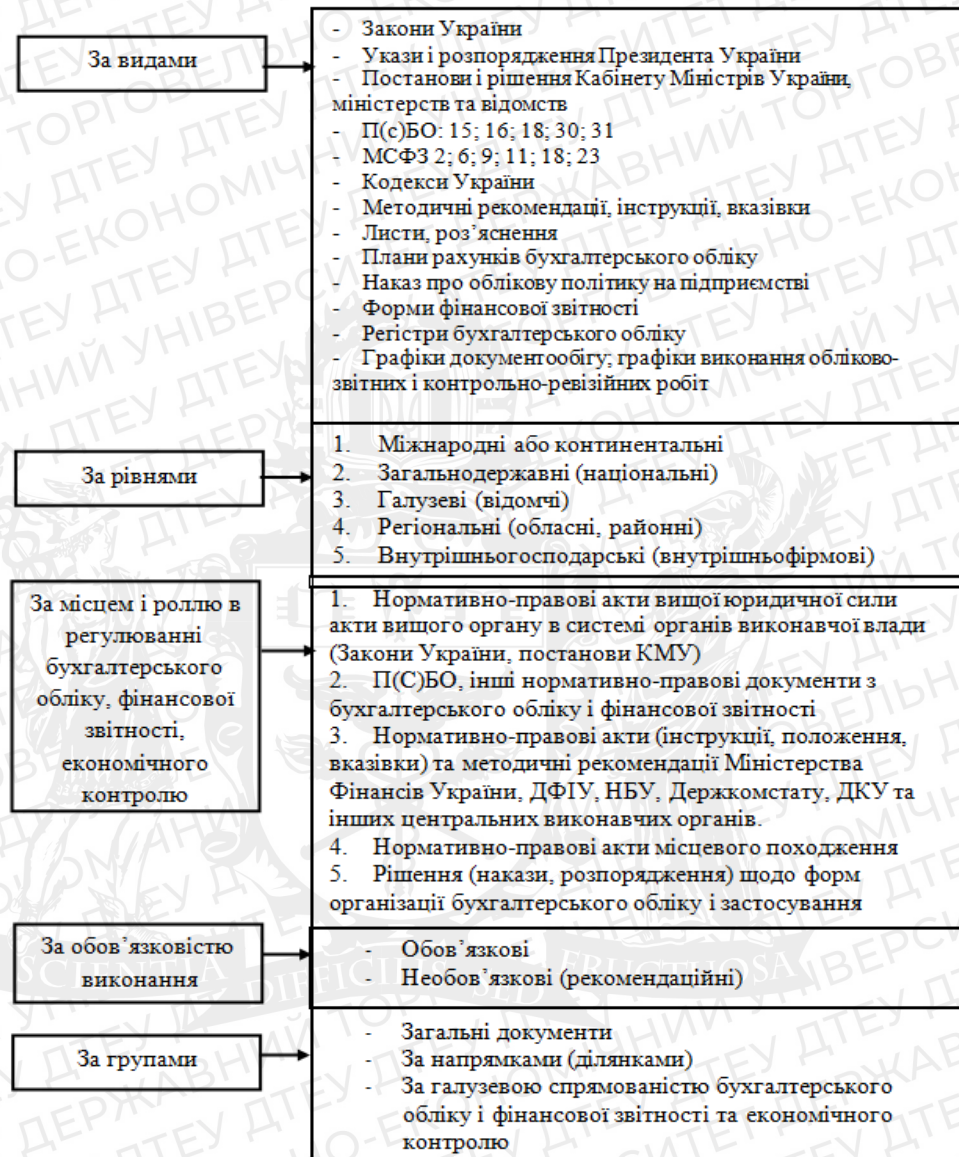 За видами
- Закони України
- Укази і розпорядження Президента України
- Постанови і рішення Кабінету Міністрів України,
міністерств та відомств
- П(с)БО: 15; 16; 18; 30; 31
- МСФЗ 2; 6; 9; 11; 18; 23
- Кодекси України
- Методичні рекомендації, інструкції, вказівки
- Листи, роз’яснення
- Плани рахунків бухгалтерського обліку
- Наказ про облікову політику на підприємстві
- Форми фінансової звітності
- Регістри бухгалтерського обліку
- Графіки документообігу; графіки виконання обліково-
звітних і контрольно-ревізійних робіт
За рівнями
1. Міжнародні або континентальні
2. Загальнодержавні (національні)
3. Галузеві (відомчі)
4. Регіональні (обласні, районні)
5. Внутрішньогосподарські (внутрішньофірмові)
За місцем і роллю в
регулюванні
бухгалтерського
обліку, фінансової
звітності,
економічного
контролю
1. Нормативно-правові акти вищої юридичної сили
акти вищого органу в системі органів виконавчої влади
(Закони України, постанови КМУ)
2. П(С)БО, інші нормативно-правові документи з
бухгалтерського обліку і фінансової звітності
3. Нормативно-правові акти (інструкції, положення,
вказівки) та методичні рекомендації Міністерства
Фінансів України, ДФІУ, НБУ, Держкомстату, ДКУ та
інших центральних виконавчих органів.
4. Нормативно-правові акти місцевого походження
5. Рішення (накази, розпорядження) щодо форм
організації бухгалтерського обліку і застосування
За обов’язковістю
виконання
- Обов’язкові
- Необов’язкові (рекомендаційні)
SCIENTIA DIFFICILIS SED FRUCTUOSA
За групами
- Загальні документи
- За напрямками (ділянками)
- За галузевою спрямованістю бухгалтерського
обліку і фінансової звітності та економічного
контролю